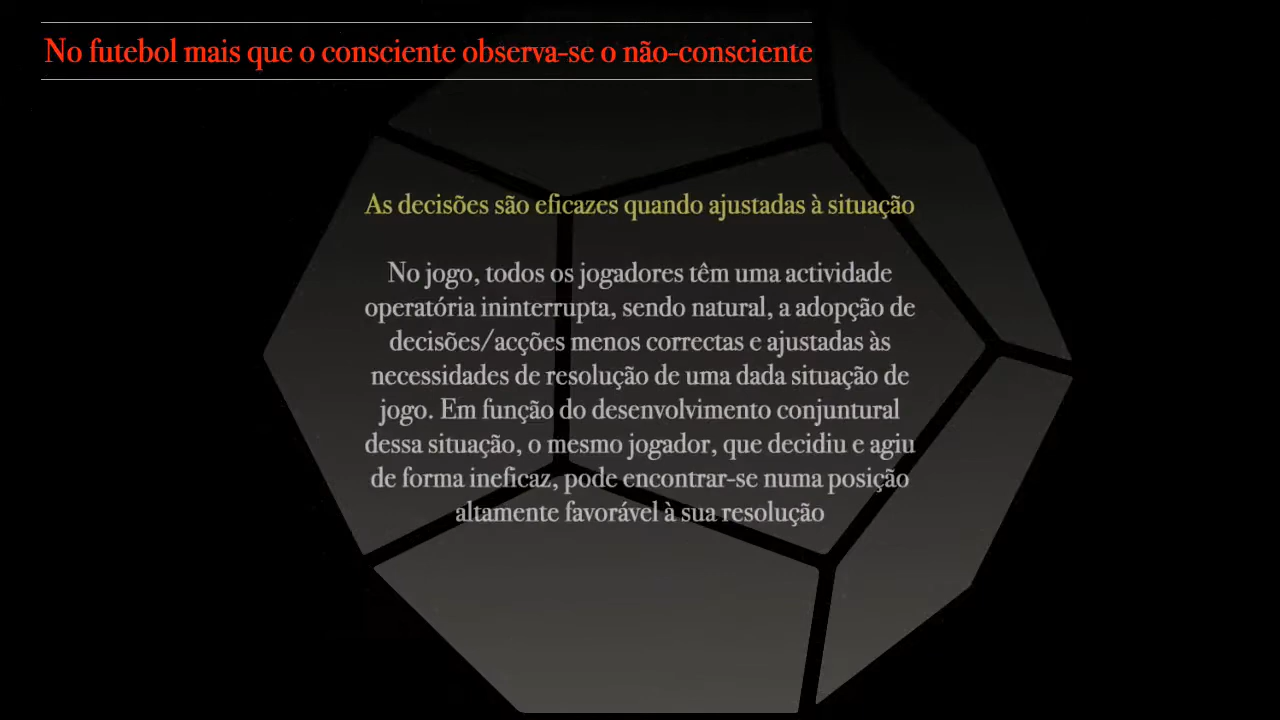 No futebol mais que o consciente observa-se o não-consciente
As decisões são eficazes quando ajustadas à situação
No jogo, todos os jogadores têm uma actividade
operatória ininterrupta, sendo natural, a adopção de
decisões/acções menos correctas e ajustadas às
necessidades de resolução de uma dada situação de
jogo. Em função do desenvolvimento conjuntural
dessa situação, o mesmo jogador, que decidiu e agiu
de forma ineficaz, pode encontrar-se numa posição
altamente favorável à sua resolução